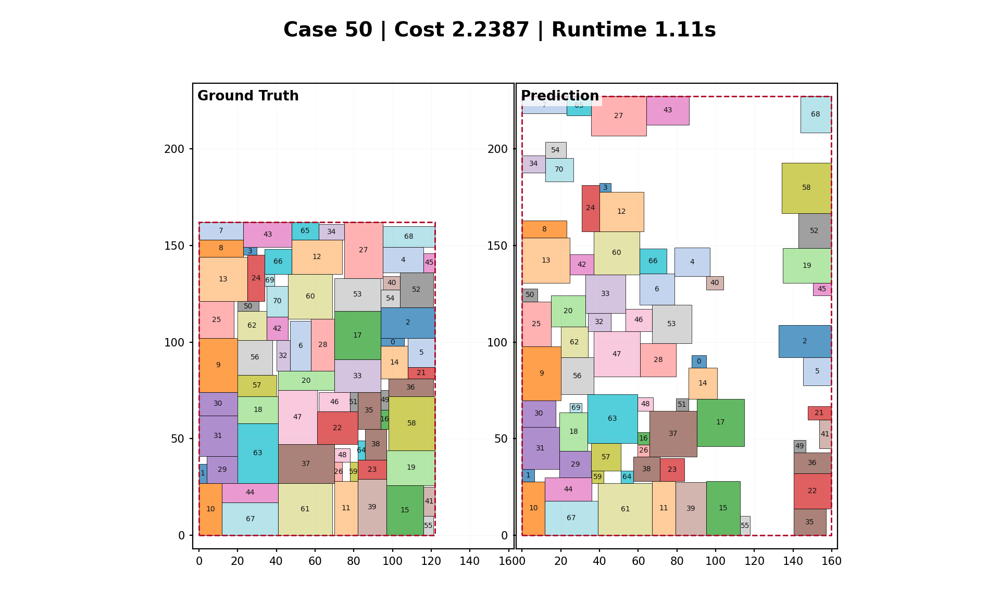 Case 50 | Cost 2.2387 | Runtime 1.11s
Ground Truth
Prediction
7 43 65 34 27 68
8 3 66 12 4 45
13 24 69 70 60 53 40 54 52
25 50 62 42 6 28 17 2
9 56 32 0 14 5
57 20 33 21 36
30 18 47 46 51 35 49 58
31 63 22 16 38 64
1 29 37 48 26 59 23 19
10 44 67 61 11 39 15 41 55
7 65 27 43 68
34 54 70 58
24 3 12 52
8 13 42 60 66 4 40 19 45
50 25 20 33 32 6 46 53
9 62 56 47 28 0 14 2 5
30 69 18 63 48 51 37 17 21 41
31 29 57 16 26 49 36
1 59 64 38 23 22
10 44 67 61 11 39 15 55 35
200
150
100
50
0
200
150
100
50
0
0 20 40 60 80 100 120 140 160
0 20 40 60 80 100 120 140 160